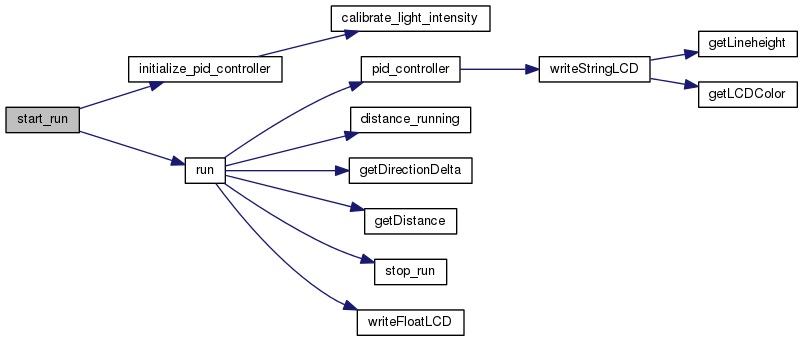 calibrate_light_intensity
initialize_pid_controller
getLineheight
pid_controller
writeStringLCD
getLCDColor
start_run
distance_running
run
getDirectionDelta
getDistance
stop_run
writeFloatLCD